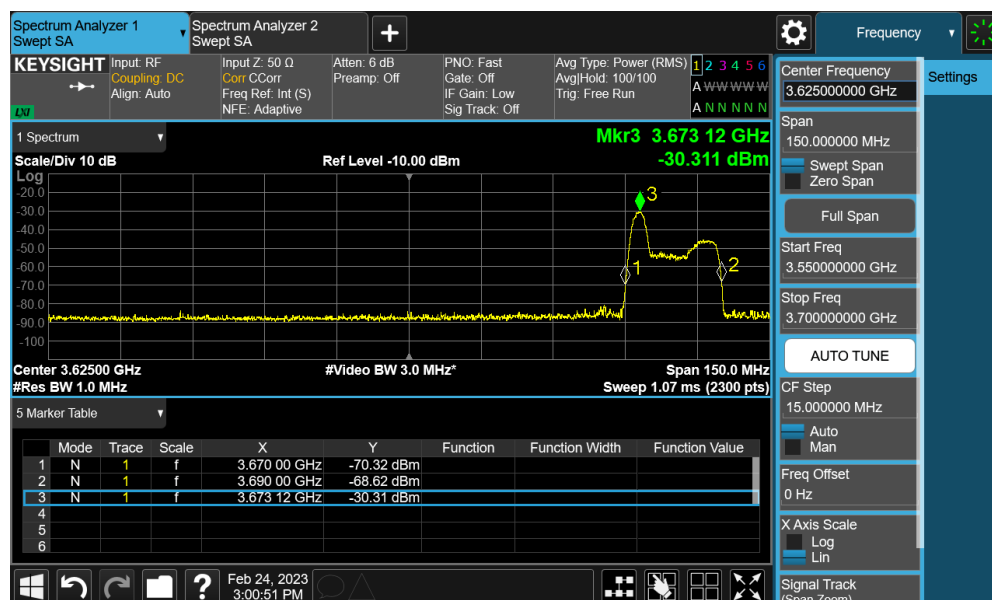 Spectrum Analyzer 1
Swept SA
Spectrum Analyzer 2
Swept SA
Frequency
KEYSIGHT
LXI
Input: RF
Coupling: DC
Align: Auto
Input Z: 50 Ω
Corr CCorr
Freq Ref: Int (S)
NFE: Adaptive
Atten: 6 dB
Preamp: Off
PNO: Fast
Gate: Off
IF Gain: Low
Sig Track: Off
Avg Type: Power (RMS)
Avg|Hold: 100/100
Trig: Free Run
1 2 3 4 5 6
A W W W W W
A N N N N N
Center Frequency
3.625000000 GHz
Settings
Span
150.000000 MHz
Swept Span
Zero Span
Full Span
Start Freq
3.550000000 GHz
Stop Freq
3.700000000 GHz
AUTO TUNE
CF Step
15.000000 MHz
Auto
Man
Freq Offset
0 Hz
X Axis Scale
Log
Lin
Signal Track
(Span Zoom)
1 Spectrum
Mkr3 3.673 12 GHz
Scale/Div 10 dB
Ref Level -10.00 dBm
-30.311 dBm
Log
-20.0
-30.0
-40.0
-50.0
-60.0
-70.0
-80.0
-90.0
-100
3
1
2
Center 3.62500 GHz
#Video BW 3.0 MHz*
Span 150.0 MHz
#Res BW 1.0 MHz
Sweep 1.07 ms (2300 pts)
5 Marker Table
Mode Trace Scale X Y Function Function Width Function Value
1 N 1 f 3.670 00 GHz -70.32 dBm
2 N 1 f 3.690 00 GHz -68.62 dBm
3 N 1 f 3.673 12 GHz -30.31 dBm
4
5
6
?
Feb 24, 2023
3:00:51 PM